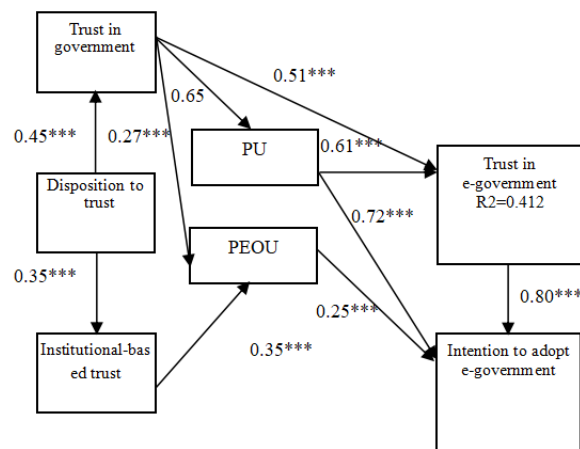 Trust in
government
0.51***
0.65
0.45***
0.27***
PU
0.61***
Trust in
e-government
R2=0.412
Disposition to
trust
0.72***
PEOU
0.35***
0.25***
0.80***
Institutional-bas
ed trust
0.35***
Intention to adopt
e-government